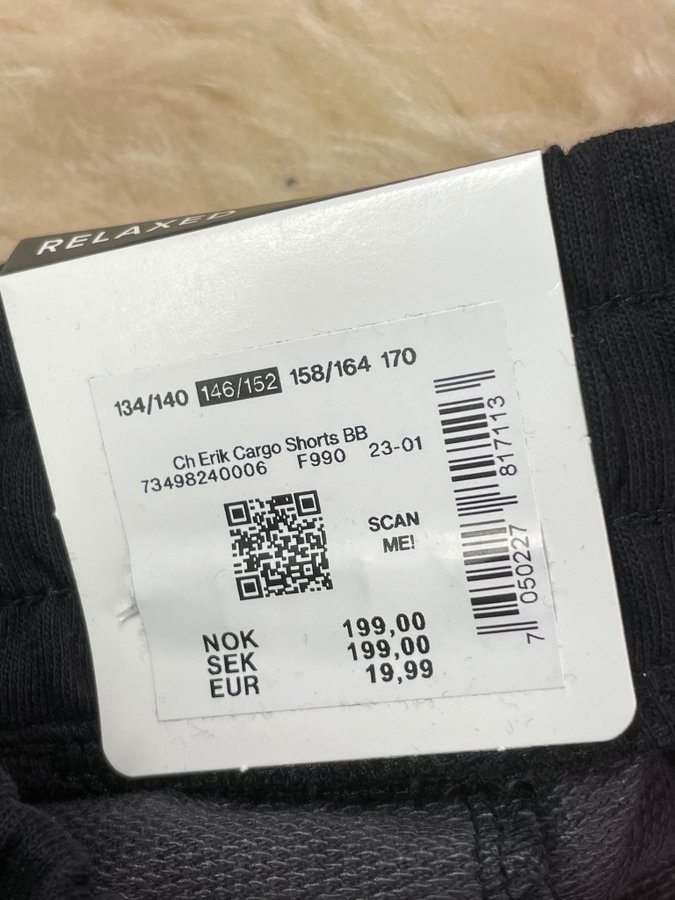 RELAXED
134/140 146/152 158/164 170
Ch Erik Cargo Shorts BB
73498240006 F990 23-01
SCAN
ME!
NOK 199,00
SEK 199,00
EUR 19,99
7 050227 817113